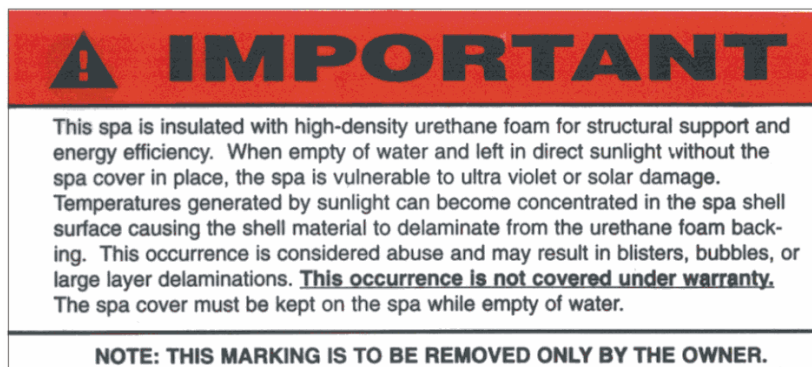 IMPORTANT
This spa is insulated with high-density urethane foam for structural support and
energy efficiency. When empty of water and left in direct sunlight without the
spa cover in place, the spa is vulnerable to ultra violet or solar damage.
Temperatures generated by sunlight can become concentrated in the spa shell
surface causing the shell material to delaminate from the urethane foam back-
ing. This occurrence is considered abuse and may result in blisters, bubbles, or
large layer delaminations. This occurrence is not covered under warranty.
The spa cover must be kept on the spa while empty of water.
NOTE: THIS MARKING IS TO BE REMOVED ONLY BY THE OWNER.